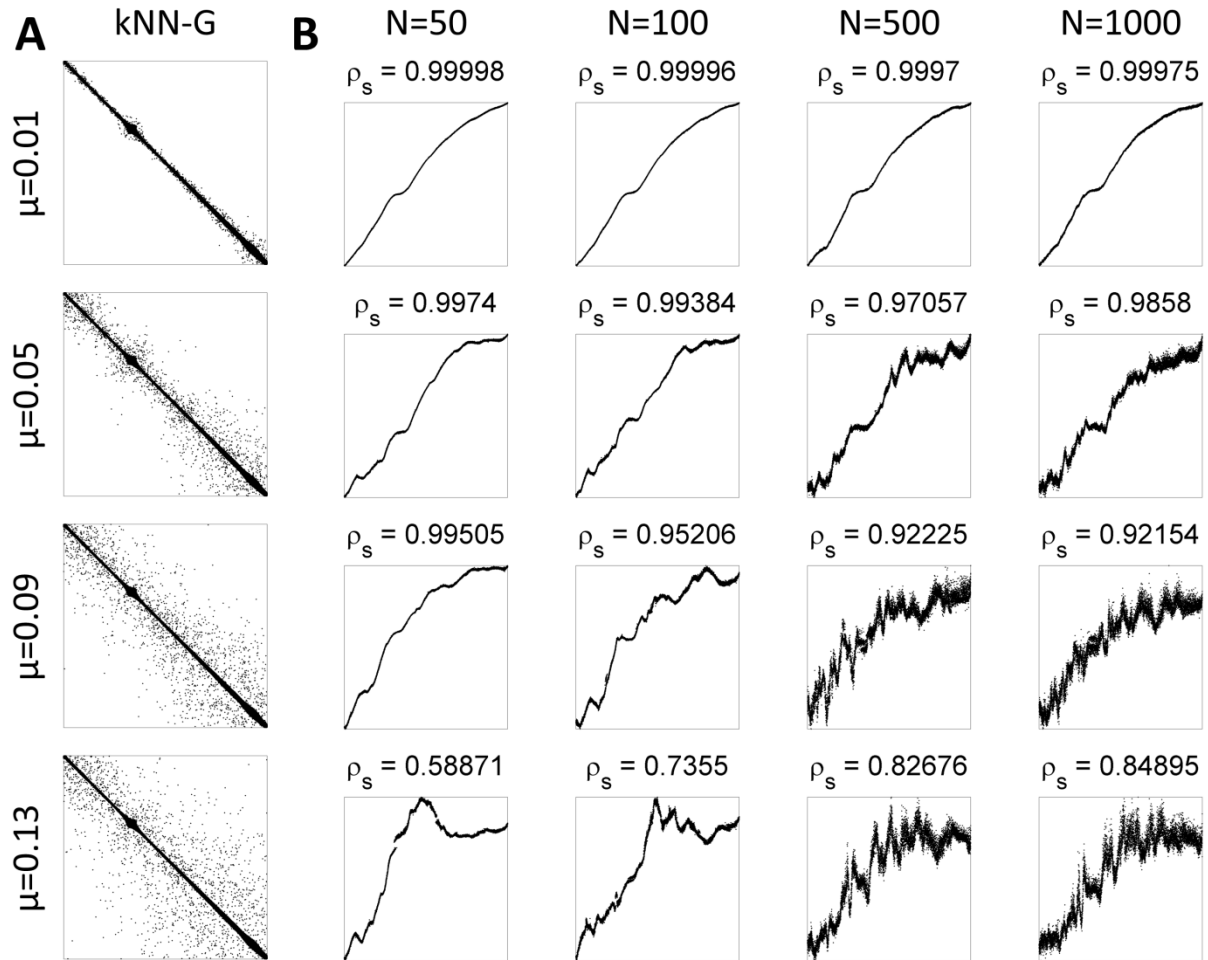 A kNN-G B N=50 N=100 N=500 N=1000
μ=0.01 ρs = 0.99998 ρs = 0.99996 ρs = 0.9997 ρs = 0.99975
μ=0.05 ρs = 0.9974 ρs = 0.99384 ρs = 0.97057 ρs = 0.9858
μ=0.09 ρs = 0.99505 ρs = 0.95206 ρs = 0.92225 ρs = 0.92154
μ=0.13 ρs = 0.58871 ρs = 0.7355 ρs = 0.82676 ρs = 0.84895